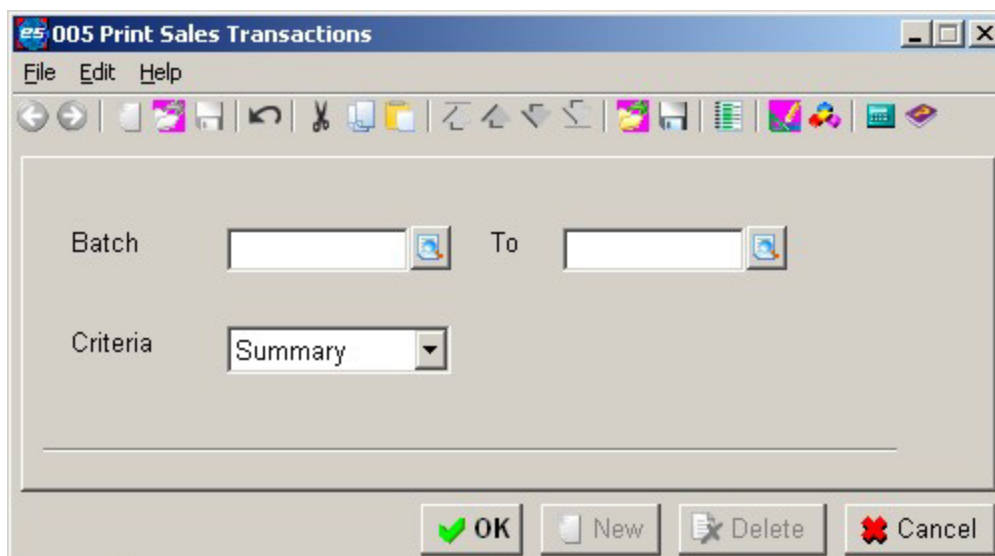 es 005 Print Sales Transactions
File Edit Help
Batch To
Criteria Summary
OK New Delete Cancel